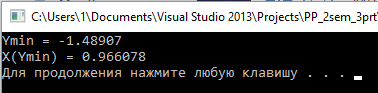 C:\Users\1\Documents\Visual Studio 2013\Projects\PP_2sem_3prt
Ymin = -1.48907
X(Ymin) = 0.966078
Для продолжения нажмите любую клавишу . . .